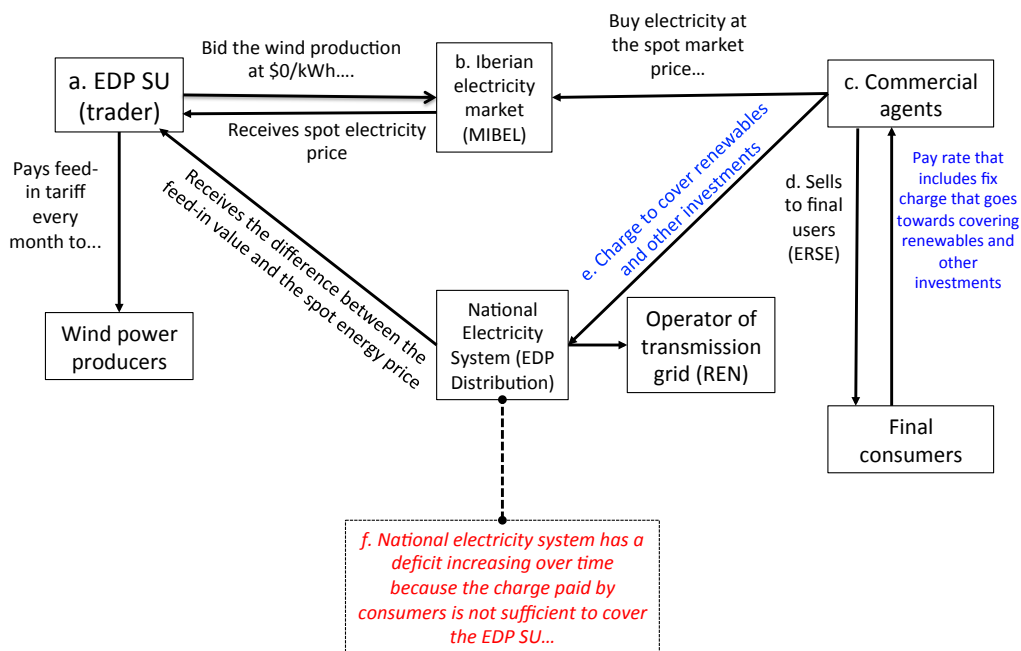 Bid the wind production
at $0/kWh....
Buy electricity at
the spot market
price...
a. EDP SU
(trader)
b. Iberian
electricity
market
(MIBEL)
c. Commercial
agents
Receives spot electricity
price
Pays feed-
in tariff
every
month to...
Receives the difference between the
feed-in value and the spot energy price
e. Charge to cover renewables
and other investments
d. Sells
to final
users
(ERSE)
Pay rate that
includes fix
charge that goes
towards covering
renewables and
other
investments
Wind power
producers
National
Electricity
System (EDP
Distribution)
Operator of
transmission
grid (REN)
Final
consumers
f. National electricity system has a
deficit increasing over time
because the charge paid by
consumers is not sufficient to cover
the EDP SU...